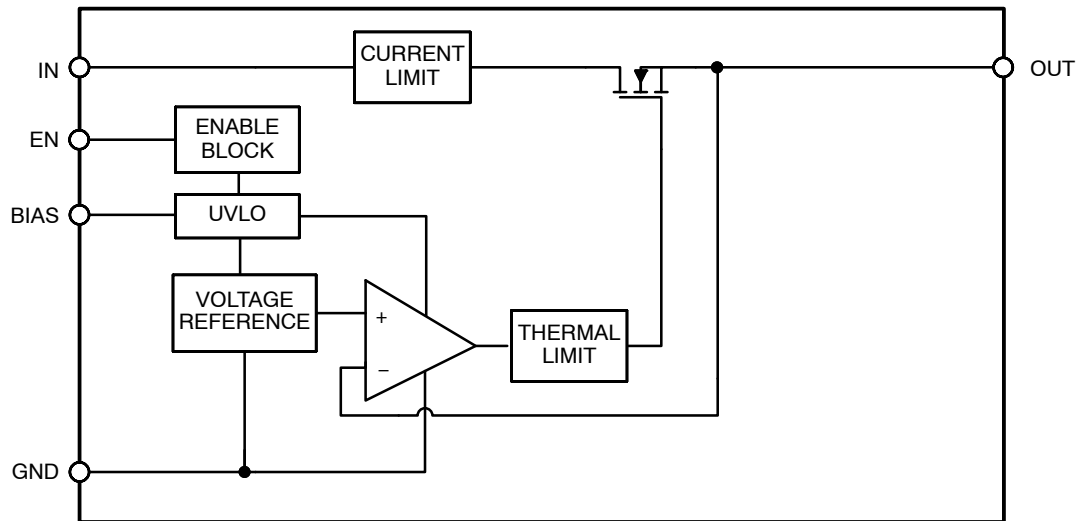 CURRENT
LIMIT
IN
OUT
ENABLE
BLOCK
EN
UVLO
BIAS
VOLTAGE
REFERENCE
+
−
THERMAL
LIMIT
GND